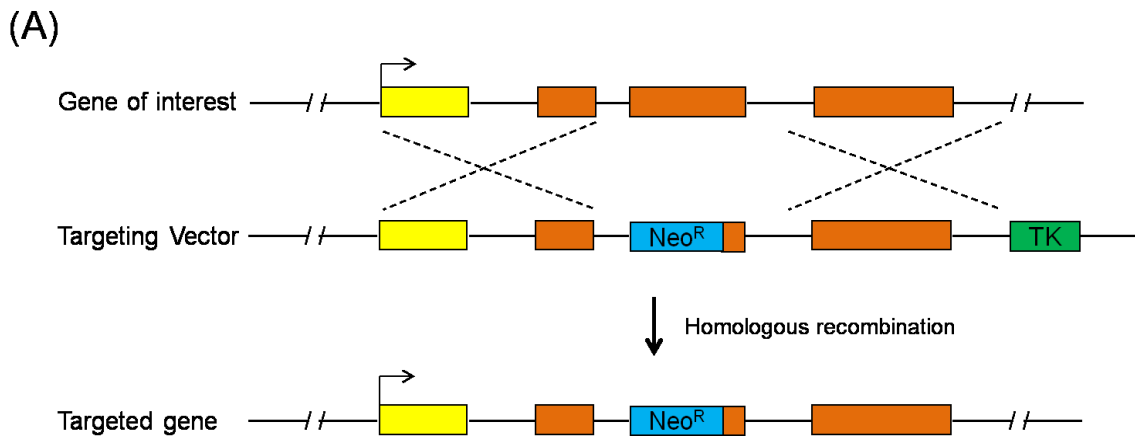 (A)
Gene of interest
Targeting Vector
Neo^R
TK
Homologous recombination
Targeted gene
Neo^R